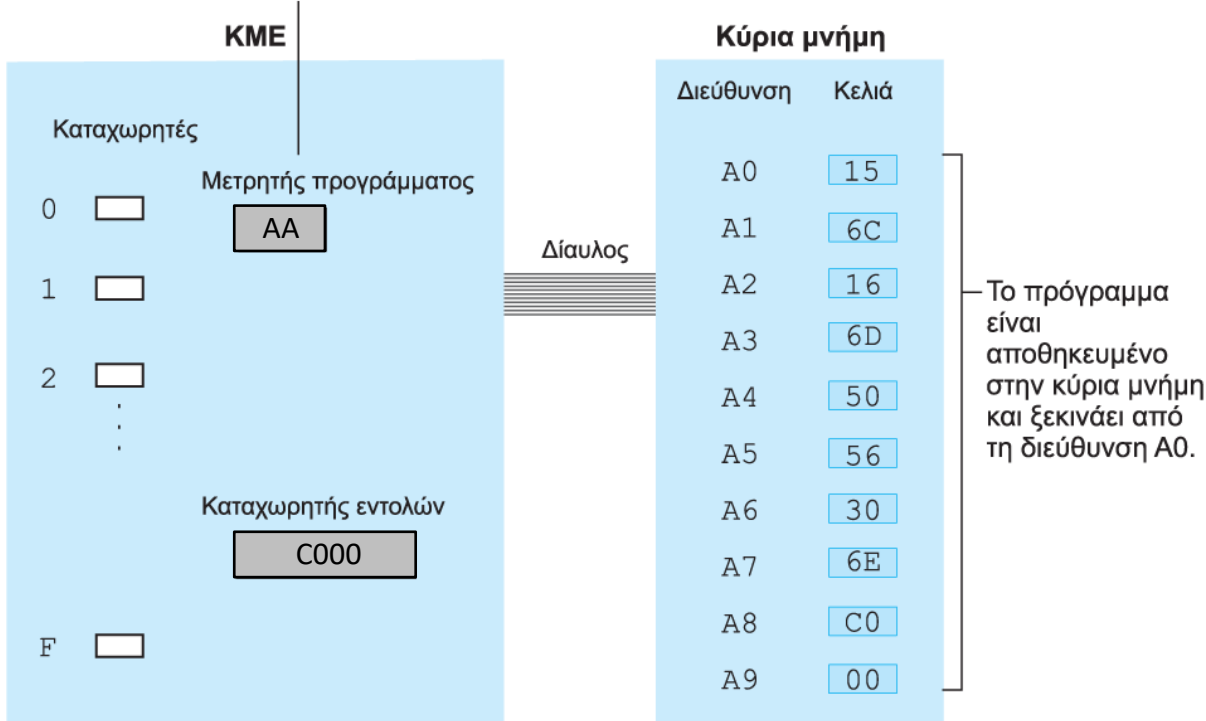 ΚΜΕ
Καταχωρητές
0
1
2
F
Μετρητής προγράμματος
AA
Καταχωρητής εντολών
C000
Δίαυλος
Κύρια μνήμη
Διεύθυνση Κελιά
A0 15
A1 6C
A2 16
A3 6D
A4 50
A5 56
A6 30
A7 6E
A8 C0
A9 00
Το πρόγραμμα
είναι
αποθηκευμένο
στην κύρια μνήμη
και ξεκινάει από
τη διεύθυνση Α0.